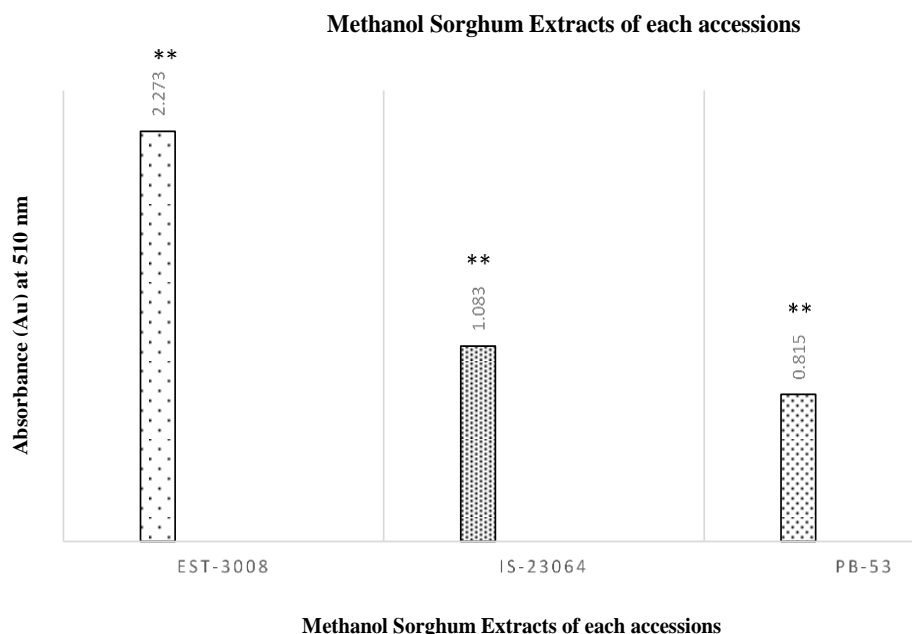 Methanol Sorghum Extracts of each accessions
**
2.273
**
1.083
**
0.815
Absorbance (Au) at 510 nm
EST-3008 IS-23064 PB-53
Methanol Sorghum Extracts of each accessions